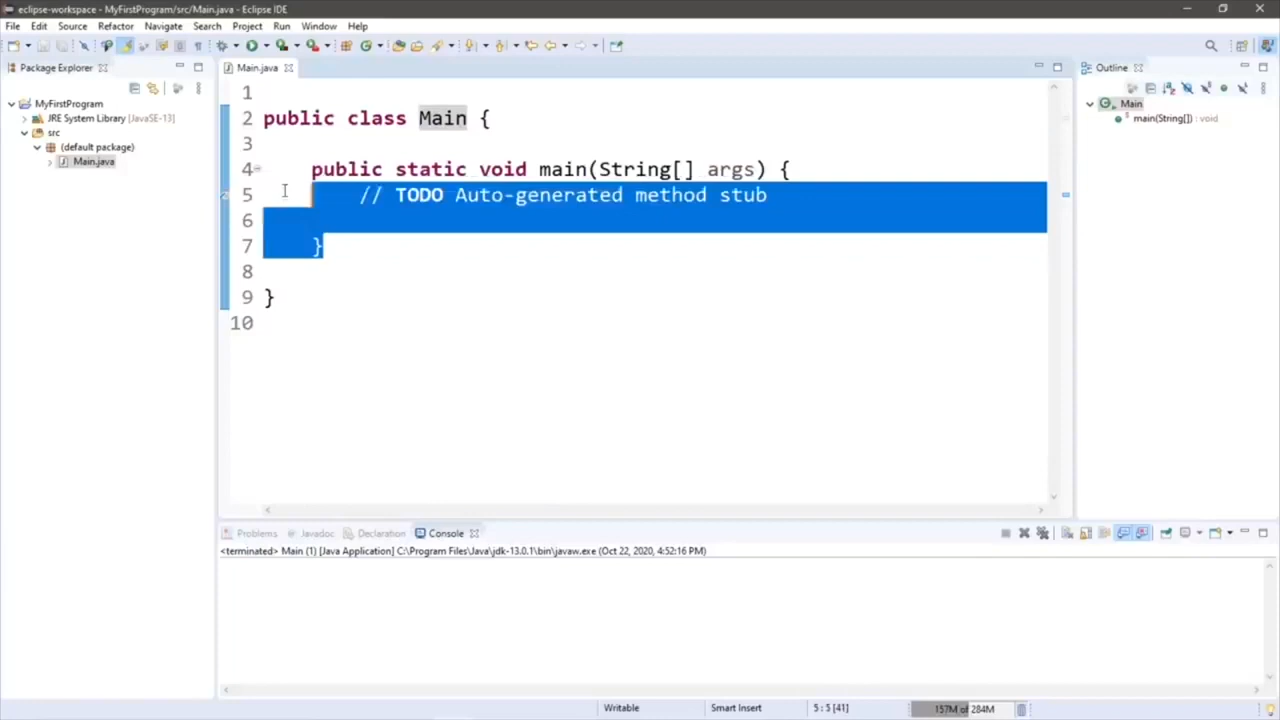 eclipse-workspace - MyFirstProgram/src/Main.java - Eclipse IDE
File Edit Source Refactor Navigate Search Project Run Window Help
Package Explorer
Main.java
Outline
MyFirstProgram
JRE System Library [JavaSE-13]
src
(default package)
Main.java
1
2 public class Main {
3
4 public static void main(String[] args) {
5 // TODO Auto-generated method stub
6
7 }
8
9 }
10
Main
main(String[]) : void
Problems Javadoc Declaration Console
<terminated> Main (1) [Java Application] C:\Program Files\Java\jdk-13.0.1\bin\javaw.exe (Oct 22, 2020, 4:52:16 PM)
Writable Smart Insert 5 : 5 [41] 157M of 284M